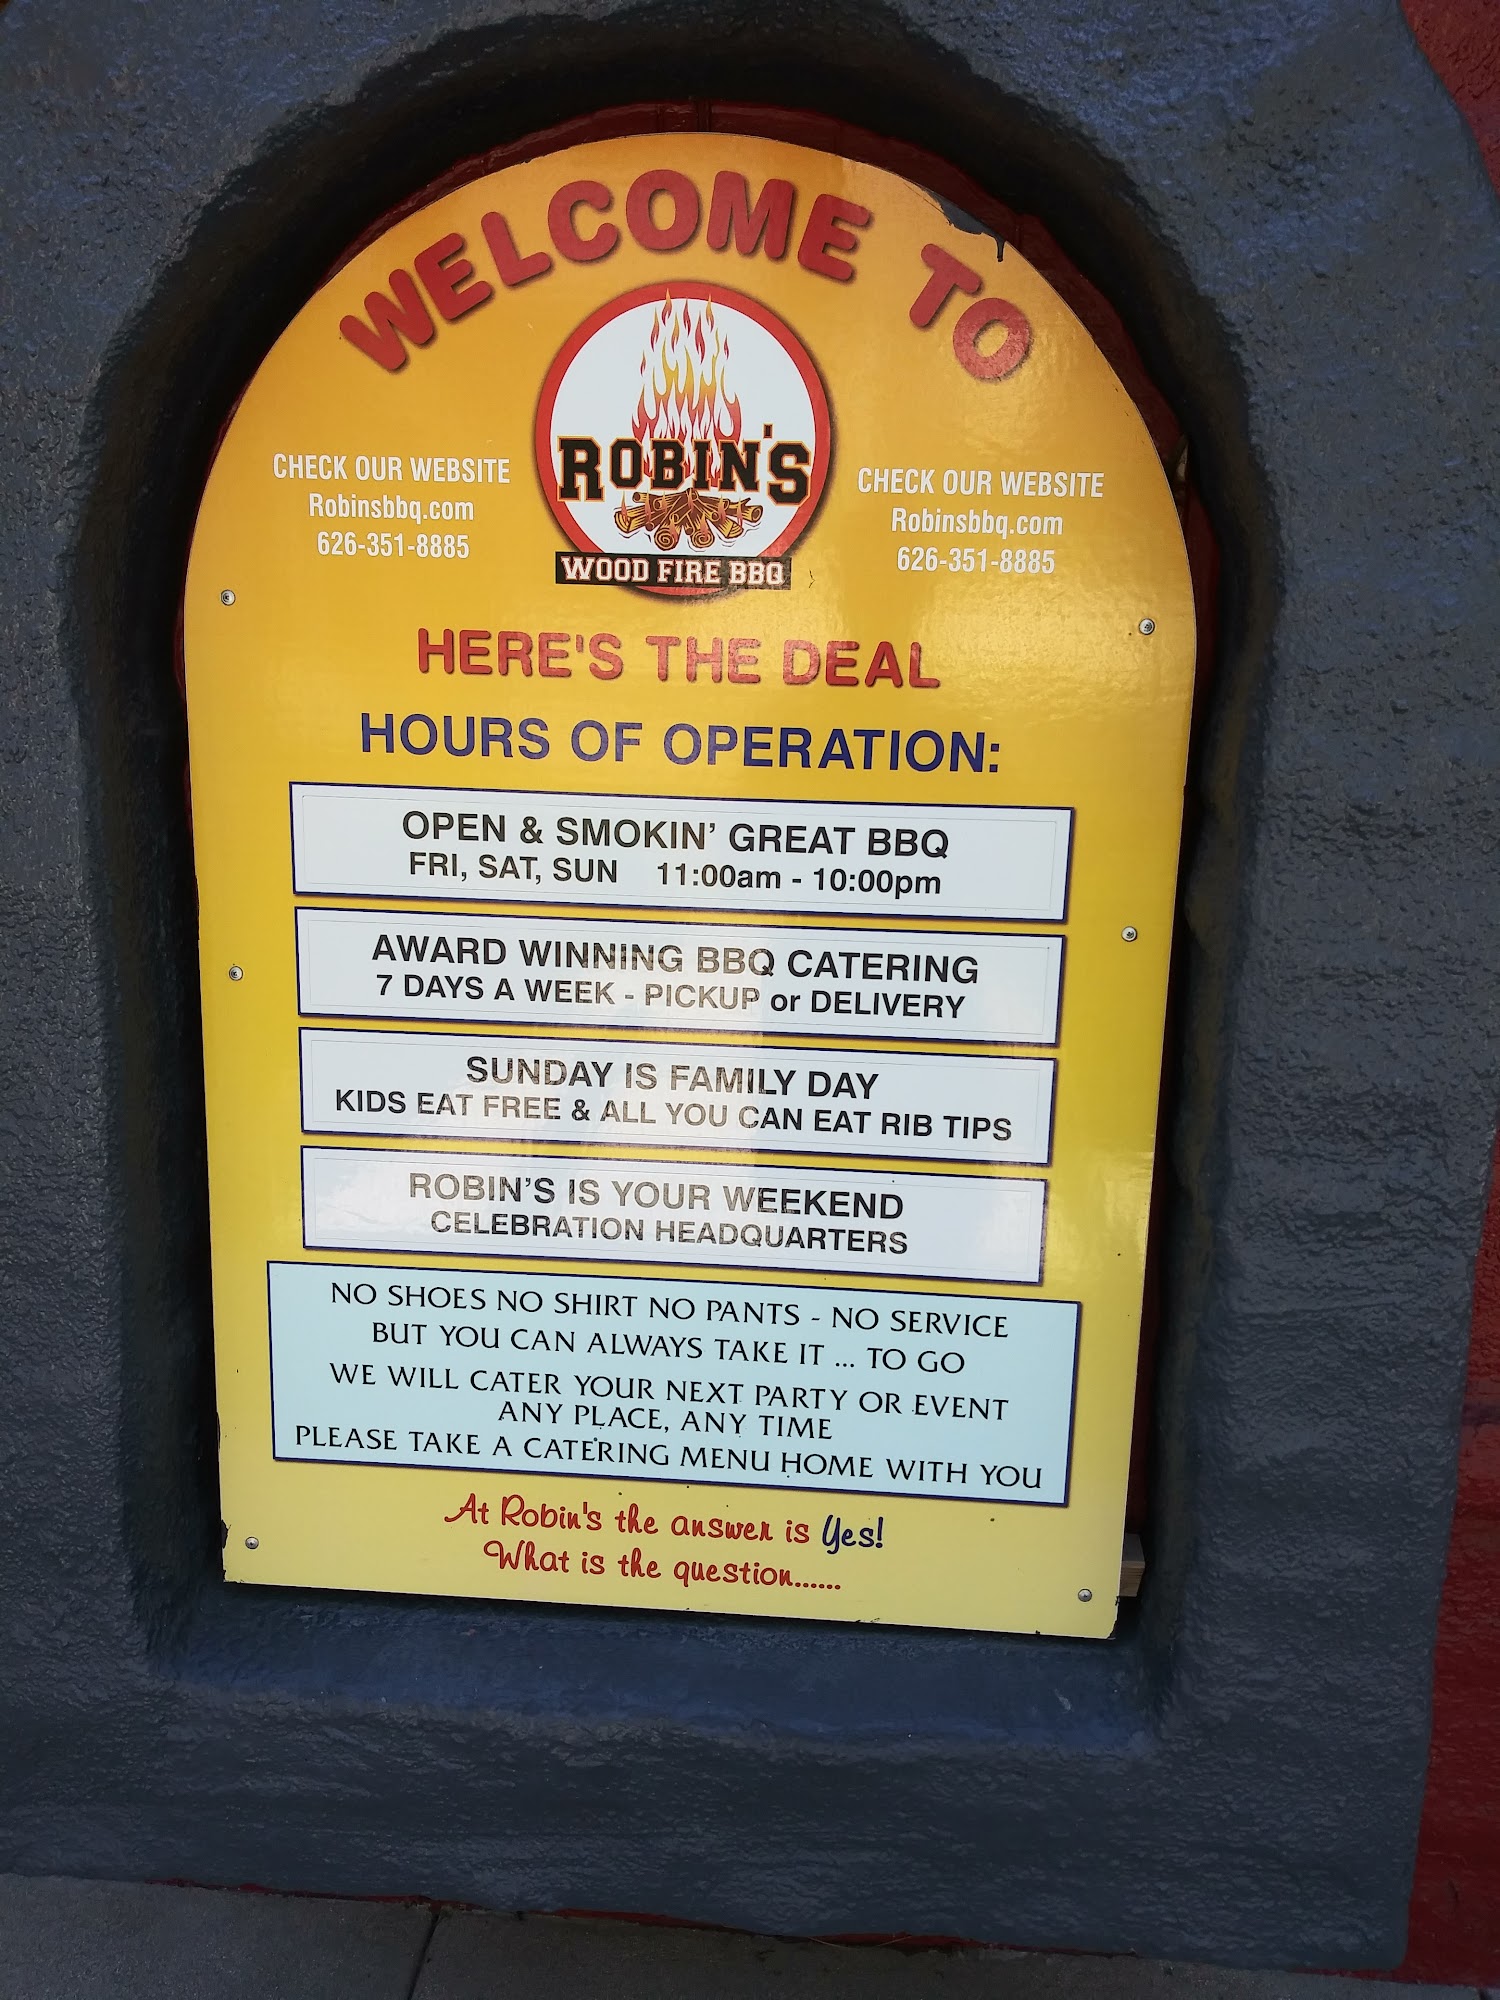 WELCOME TO
ROBIN'S
WOOD FIRE BBQ
CHECK OUR WEBSITE
Robinsbbq.com
626-351-8885
CHECK OUR WEBSITE
Robinsbbq.com
626-351-8885
HERE'S THE DEAL
HOURS OF OPERATION:
OPEN & SMOKIN' GREAT BBQ
FRI, SAT, SUN 11:00am - 10:00pm
AWARD WINNING BBQ CATERING
7 DAYS A WEEK - PICKUP or DELIVERY
SUNDAY IS FAMILY DAY
KIDS EAT FREE & ALL YOU CAN EAT RIB TIPS
ROBIN'S IS YOUR WEEKEND
CELEBRATION HEADQUARTERS
NO SHOES NO SHIRT NO PANTS - NO SERVICE
BUT YOU CAN ALWAYS TAKE IT ... TO GO
WE WILL CATER YOUR NEXT PARTY OR EVENT
ANY PLACE, ANY TIME
PLEASE TAKE A CATERING MENU HOME WITH YOU
At Robin's the answer is Yes!
What is the question......